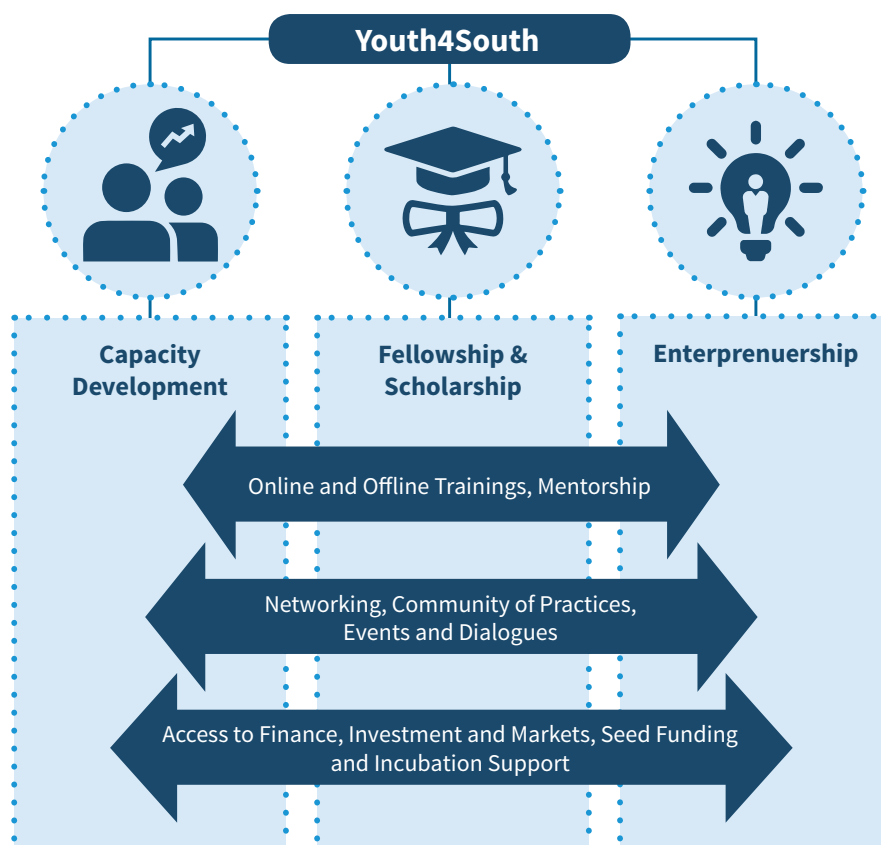 Youth4South
Capacity
Development
Fellowship &
Scholarship
Enterprenuership
Online and Offline Trainings, Mentorship
Networking, Community of Practices,
Events and Dialogues
Access to Finance, Investment and Markets, Seed Funding
and Incubation Support